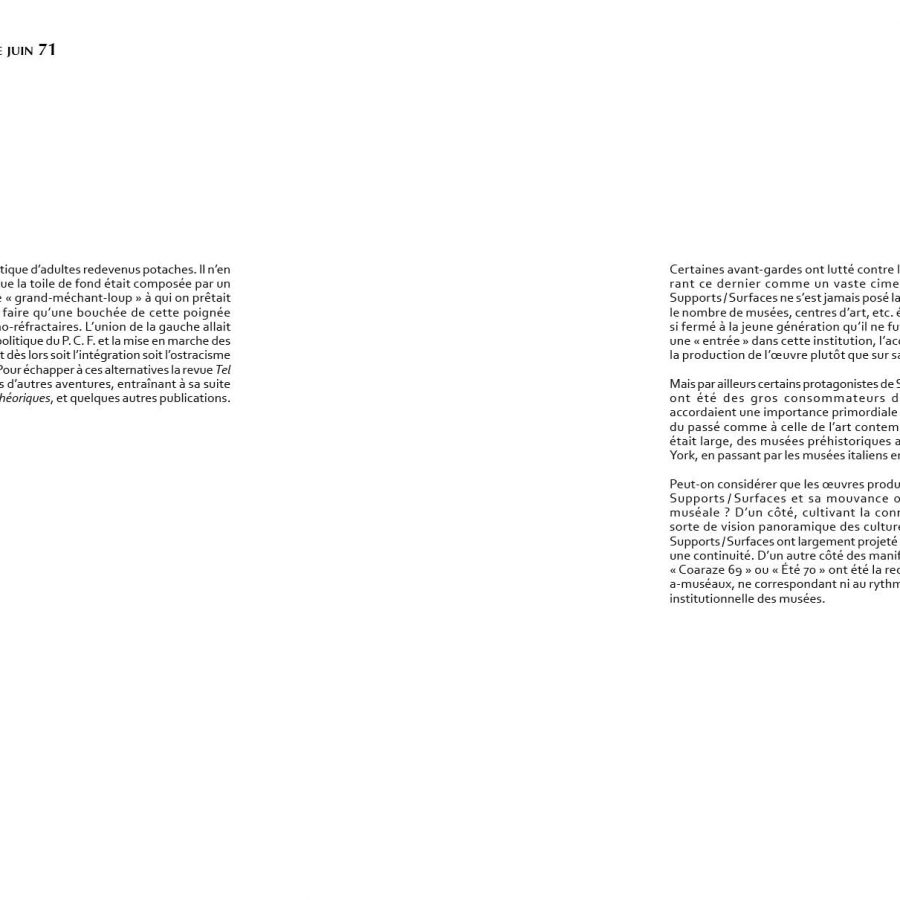 JUIN 71
tique d'adultes redevenus potaches. Il n'en
ue la toile de fond était composée par un
« grand-méchant-loup » à qui on prêtait
faire qu'une bouchée de cette poignée
o-réfractaires. L'union de la gauche allait
politique du P. C. F. et la mise en marche des
t dès lors soit l'intégration soit l'ostracisme
Pour échapper à ces alternatives la revue Tel
s d'autres aventures, entraînant à sa suite
héoriques, et quelques autres publications.
Certaines avant-gardes ont lutté contre l
rant ce dernier comme un vaste cime
Supports / Surfaces ne s'est jamais posé la
le nombre de musées, centres d'art, etc. é
si fermé à la jeune génération qu'il ne fu
une « entrée » dans cette institution, l'acc
la production de l'œuvre plutôt que sur sa
Mais par ailleurs certains protagonistes de S
ont été des gros consommateurs d
accordaient une importance primordiale
du passé comme à celle de l'art contem
était large, des musées préhistoriques a
York, en passant par les musées italiens en
Peut-on considérer que les œuvres produ
Supports / Surfaces et sa mouvance o
muséale ? D'un côté, cultivant la conn
sorte de vision panoramique des culture
Supports / Surfaces ont largement projeté
une continuité. D'un autre côté des manif
« Coaraze 69 » ou « Été 70 » ont été la rec
a-muséaux, ne correspondant ni au rythm
institutionnelle des musées.